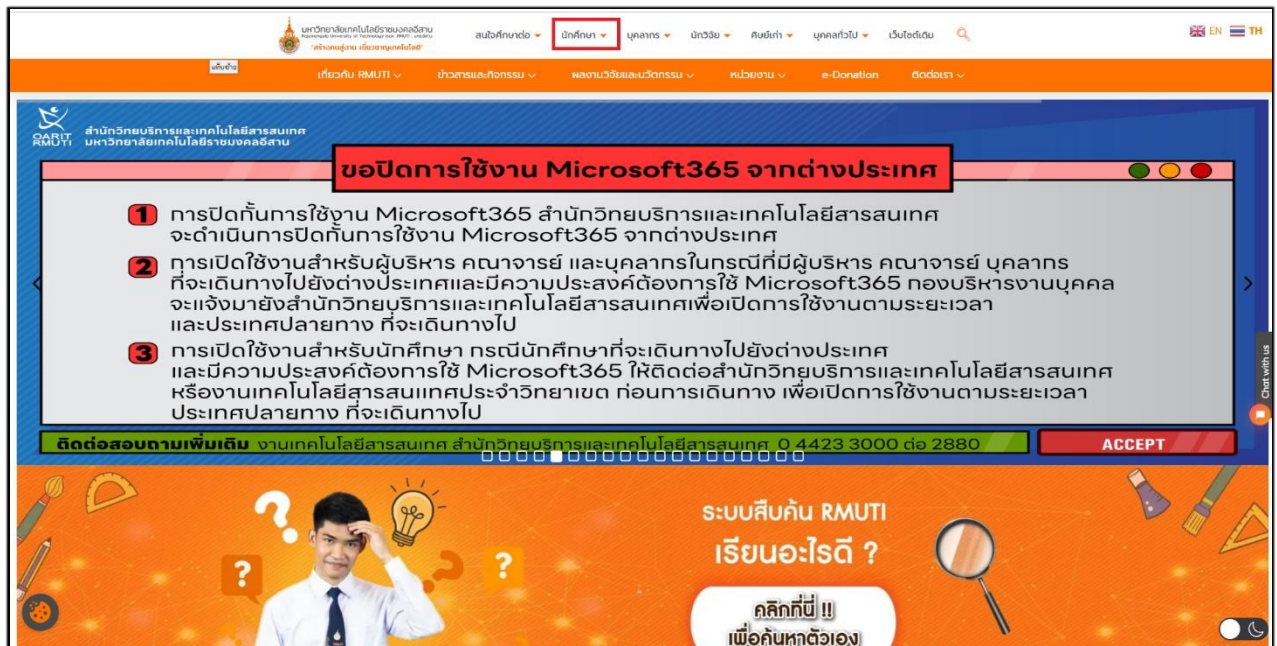 มหาวิทยาลัยเทคโนโลยีราชมงคลอีสาน
"สร้างคนสู่งาน เชี่ยวชาญเทคโนโลยี"
สนใจศึกษาต่อ นักศึกษา บุคลากร นักวิจัย ศิษย์เก่า บุคคลทั่วไป เว็บไซต์เดิม EN TH
แท็บซ้าย
เกี่ยวกับ RMUTI ข่าวสารและกิจกรรม ผลงานวิจัยและนวัตกรรม หน่วยงาน e-Donation ติดต่อเรา
OARIT
RMUTI
สำนักวิทยบริการและเทคโนโลยีสารสนเทศ
มหาวิทยาลัยเทคโนโลยีราชมงคลอีสาน
ขอปิดการใช้งาน Microsoft365 จากต่างประเทศ
1 การปิดกั้นการใช้งาน Microsoft365 สำนักวิทยบริการและเทคโนโลยีสารสนเทศ
จะดำเนินการปิดกั้นการใช้งาน Microsoft365 จากต่างประเทศ
2 การเปิดใช้งานสำหรับผู้บริหาร คณาจารย์ และบุคลากรในกรณีที่มีผู้บริหาร คณาจารย์ บุคลากร
ที่จะเดินทางไปยังต่างประเทศและมีความประสงค์ต้องการใช้ Microsoft365 กองบริหารงานบุคคล
จะแจ้งมายังสำนักวิทยบริการและเทคโนโลยีสารสนเทศเพื่อเปิดการใช้งานตามระยะเวลา
และประเทศปลายทาง ที่จะเดินทางไป
3 การเปิดใช้งานสำหรับนักศึกษา กรณีนักศึกษาที่จะเดินทางไปยังต่างประเทศ
และมีความประสงค์ต้องการใช้ Microsoft365 ให้ติดต่อสำนักวิทยบริการและเทคโนโลยีสารสนเทศ
หรืองานเทคโนโลยีสารสนแทศประจำวิทยาเขต ก่อนการเดินทาง เพื่อเปิดการใช้งานตามระยะเวลา
ประเทศปลายทาง ที่จะเดินทางไป
Chat with us
ติดต่อสอบถามเพิ่มเติม งานเทคโนโลยีสารสนเทศ สำนักวิทยบริการและเทคโนโลยีสารสนเทศ 0 4423 3000 ต่อ 2880 ACCEPT
ระบบสืบค้น RMUTI
เรียนอะไรดี ?
คลิกที่นี่ !!
เพื่อค้นหาตัวเอง